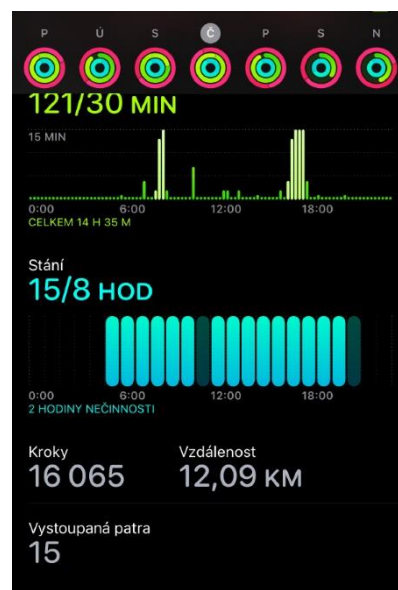 P Ú S Č P S N
121/30 MIN
15 MIN
0:00 6:00 12:00 18:00
CELKEM 14 H 35 M
Stání
15/8 HOD
0:00 6:00 12:00 18:00
2 HODINY NEČINNOSTI
Kroky Vzdálenost
16 065 12,09 KM
Vystoupaná patra
15